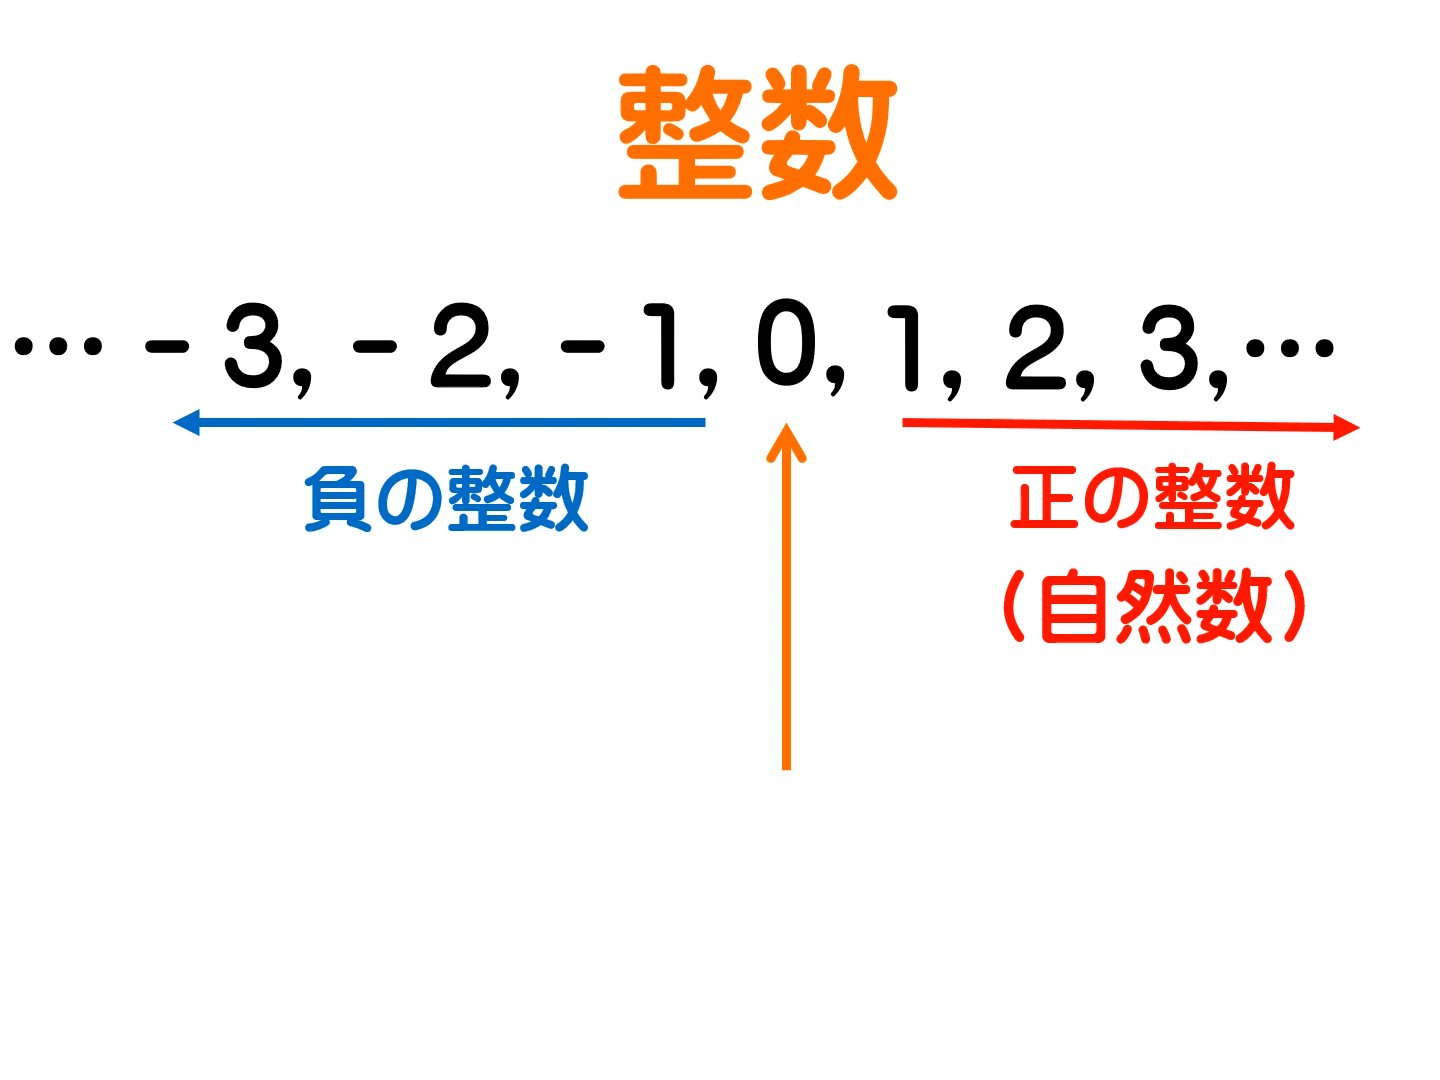 整数
… － 3, － 2, － 1, 0, 1, 2, 3,…
負の整数
正の整数
（自然数）